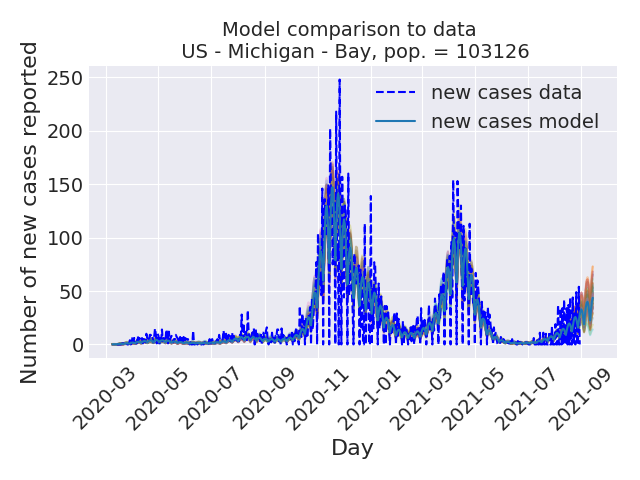 Model comparison to data
US - Michigan - Bay, pop. = 103126
Number of new cases reported
250
200
150
100
50
0
new cases data
new cases model
2020-03
2020-05
2020-07
2020-09
2020-11
2021-01
2021-03
2021-05
2021-07
2021-09
Day